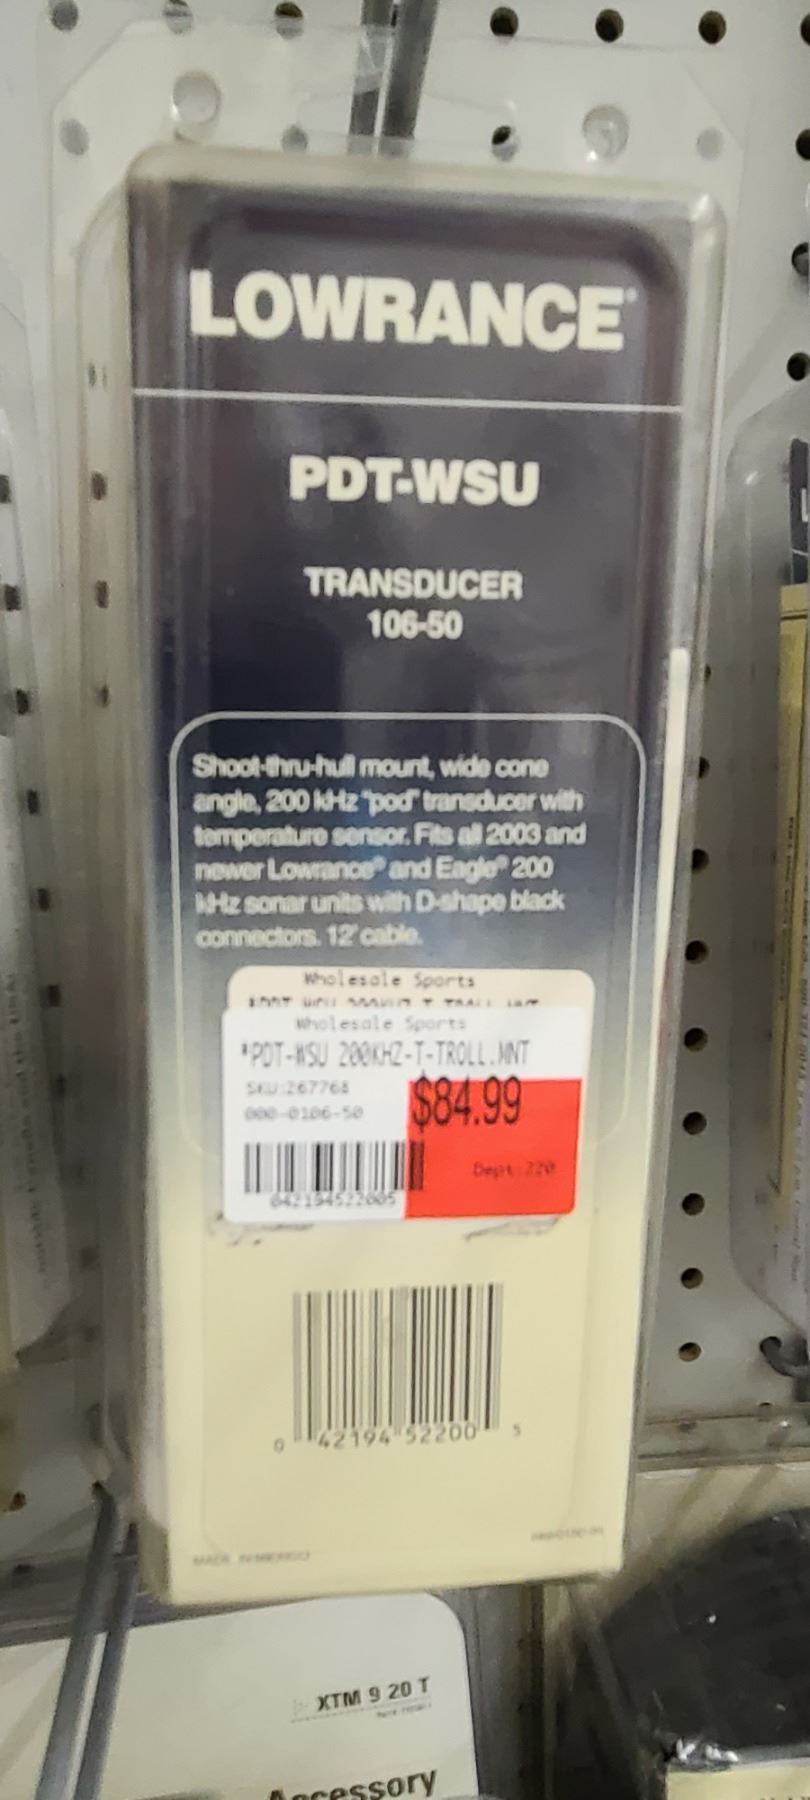 LOWRANCE®
PDT-WSU
TRANSDUCER
106-50
Shoot-thru-hull mount, wide cone
angle, 200 kHz "pod" transducer with
temperature sensor. Fits all 2003 and
newer Lowrance® and Eagle® 200
kHz sonar units with D-shape black
connectors. 12' cable.
Wholesale Sports
Wholesale Sports
*PDT-WSU 200KHZ-T-TROLL.MNT
SKU:267768
000-0106-50
$84.99
Dept:220
042194522005
0 42194 52200 5
MADE IN MEXICO
XTM 9 20 T
Accessory